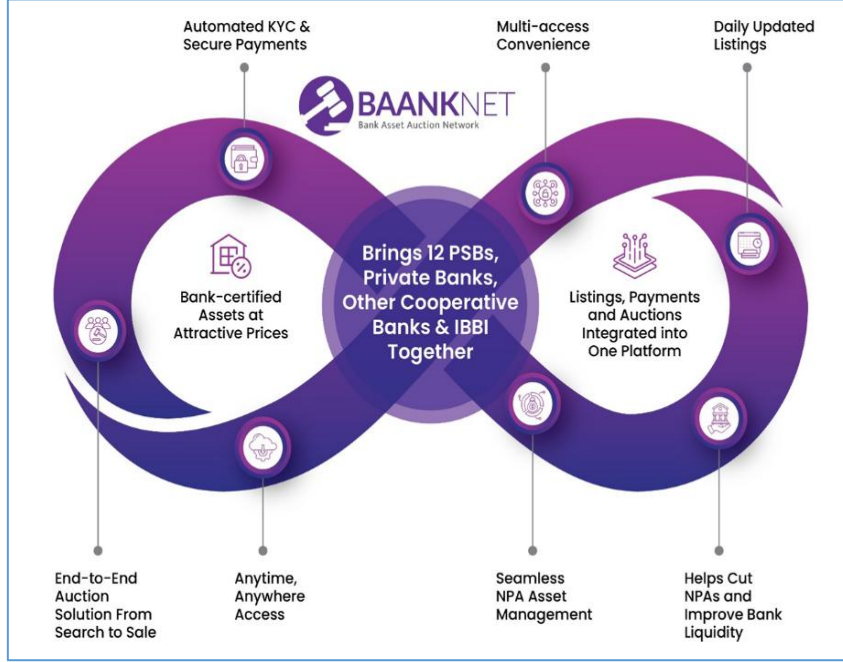 Automated KYC &
Secure Payments
Multi-access
Convenience
Daily Updated
Listings
BAANKNET
Bank Asset Auction Network
Bank-certified
Assets at
Attractive Prices
Brings 12 PSBs,
Private Banks,
Other Cooperative
Banks & IBBI
Together
Listings, Payments
and Auctions
Integrated into
One Platform
End-to-End
Auction
Solution From
Search to Sale
Anytime,
Anywhere
Access
Seamless
NPA Asset
Management
Helps Cut
NPAs and
Improve Bank
Liquidity